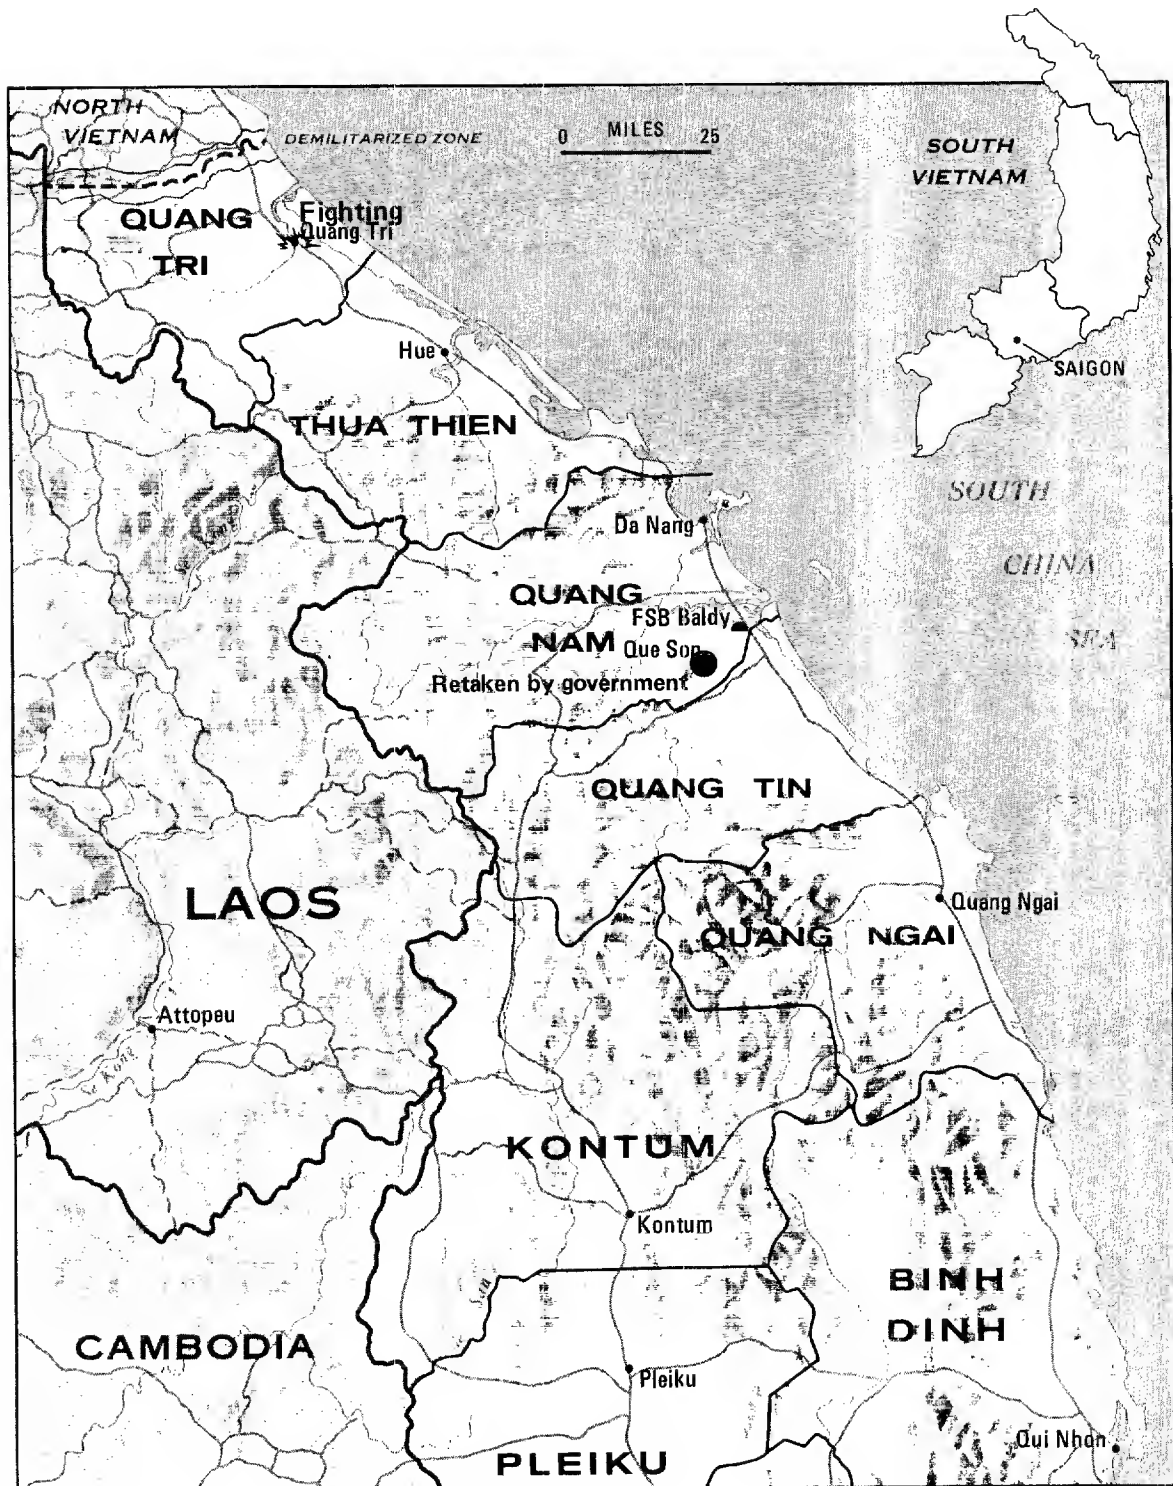 NORTH
VIETNAM
DEMILITARIZED ZONE
0 MILES 25
SOUTH
VIETNAM
QUANG
TRI
Fighting
Quang Tri
Hue
SAIGON
THUA THIEN
SOUTH
CHINA
SEA
Da Nang
QUANG
NAM
FSB Baldy
Que Son
Retaken by government
QUANG TIN
LAOS
Quang Ngai
QUANG NGAI
Attopeu
Kong
KONTUM
Kontum
San
BINH
DINH
CAMBODIA
Pleiku
PLEIKU
Qui Nhon